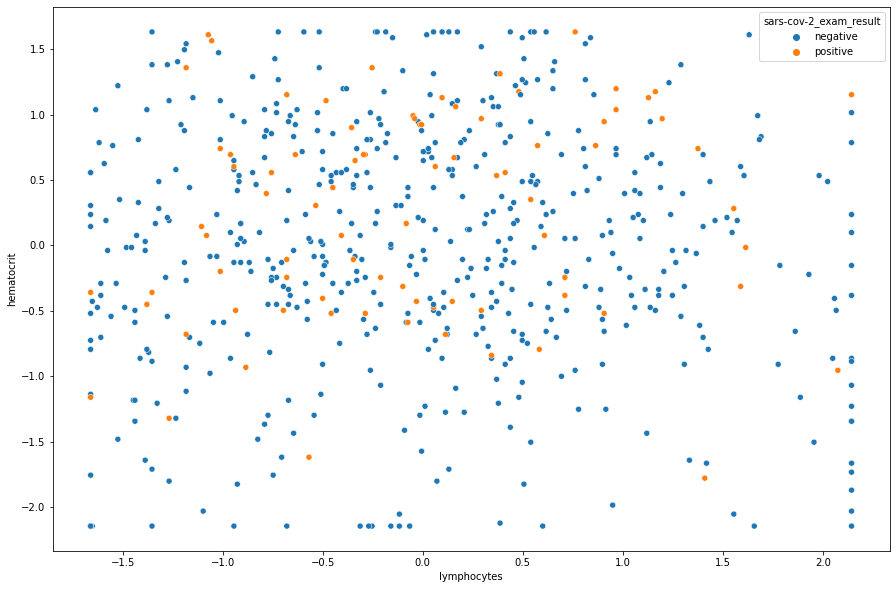 sars-cov-2_exam_result
negative
positive
hematocrit
1.5
1.0
0.5
0.0
−0.5
−1.0
−1.5
−2.0
−1.5 −1.0 −0.5 0.0 0.5 1.0 1.5 2.0
lymphocytes